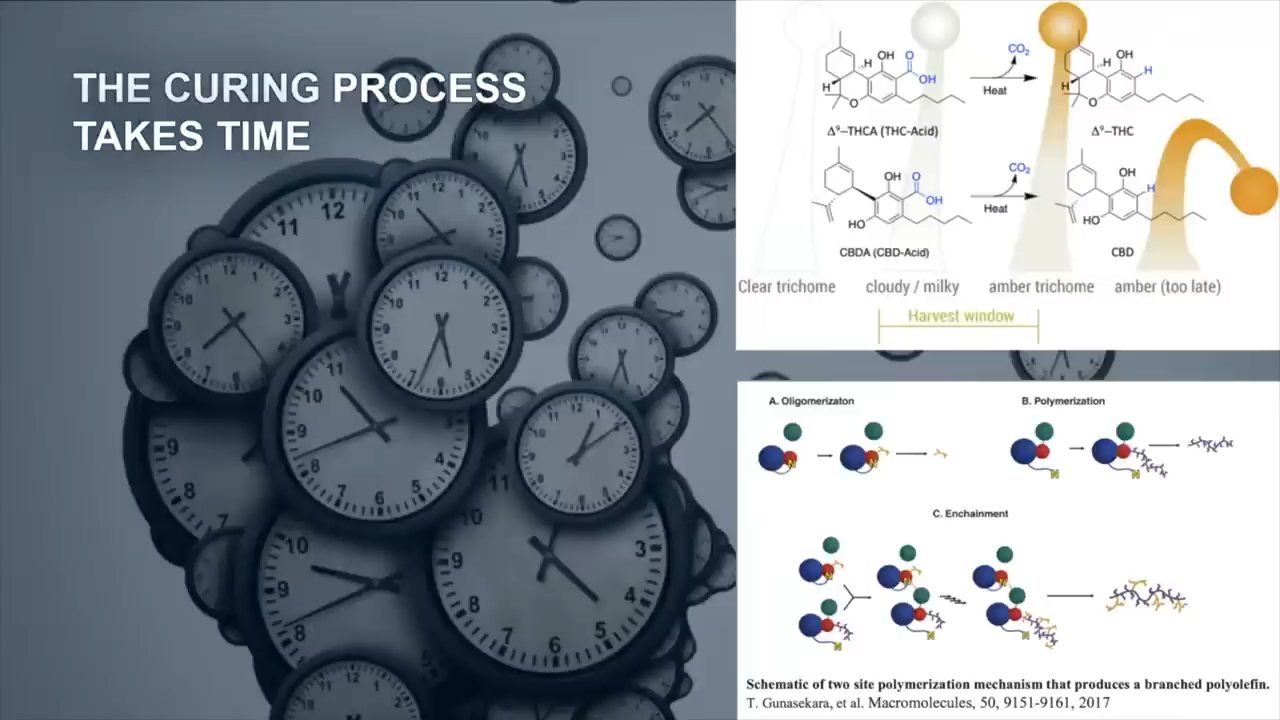 THE CURING PROCESS
TAKES TIME
OH
O
OH
H
H
O
CO₂
Heat
OH
H
H
H
O
Δ⁹–THCA (THC-Acid)
Δ⁹–THC
OH
O
OH
HO
CO₂
Heat
OH
H
HO
CBDA (CBD-Acid)
CBD
Clear trichome
cloudy / milky
amber trichome
amber (too late)
Harvest window
A. Oligomerizaton
B. Polymerization
N
N
N
N
C. Enchainment
N
N
N
N
N
N
Schematic of two site polymerization mechanism that produces a branched polyolefin.
T. Gunasekara, et al. Macromolecules, 50, 9151-9161, 2017